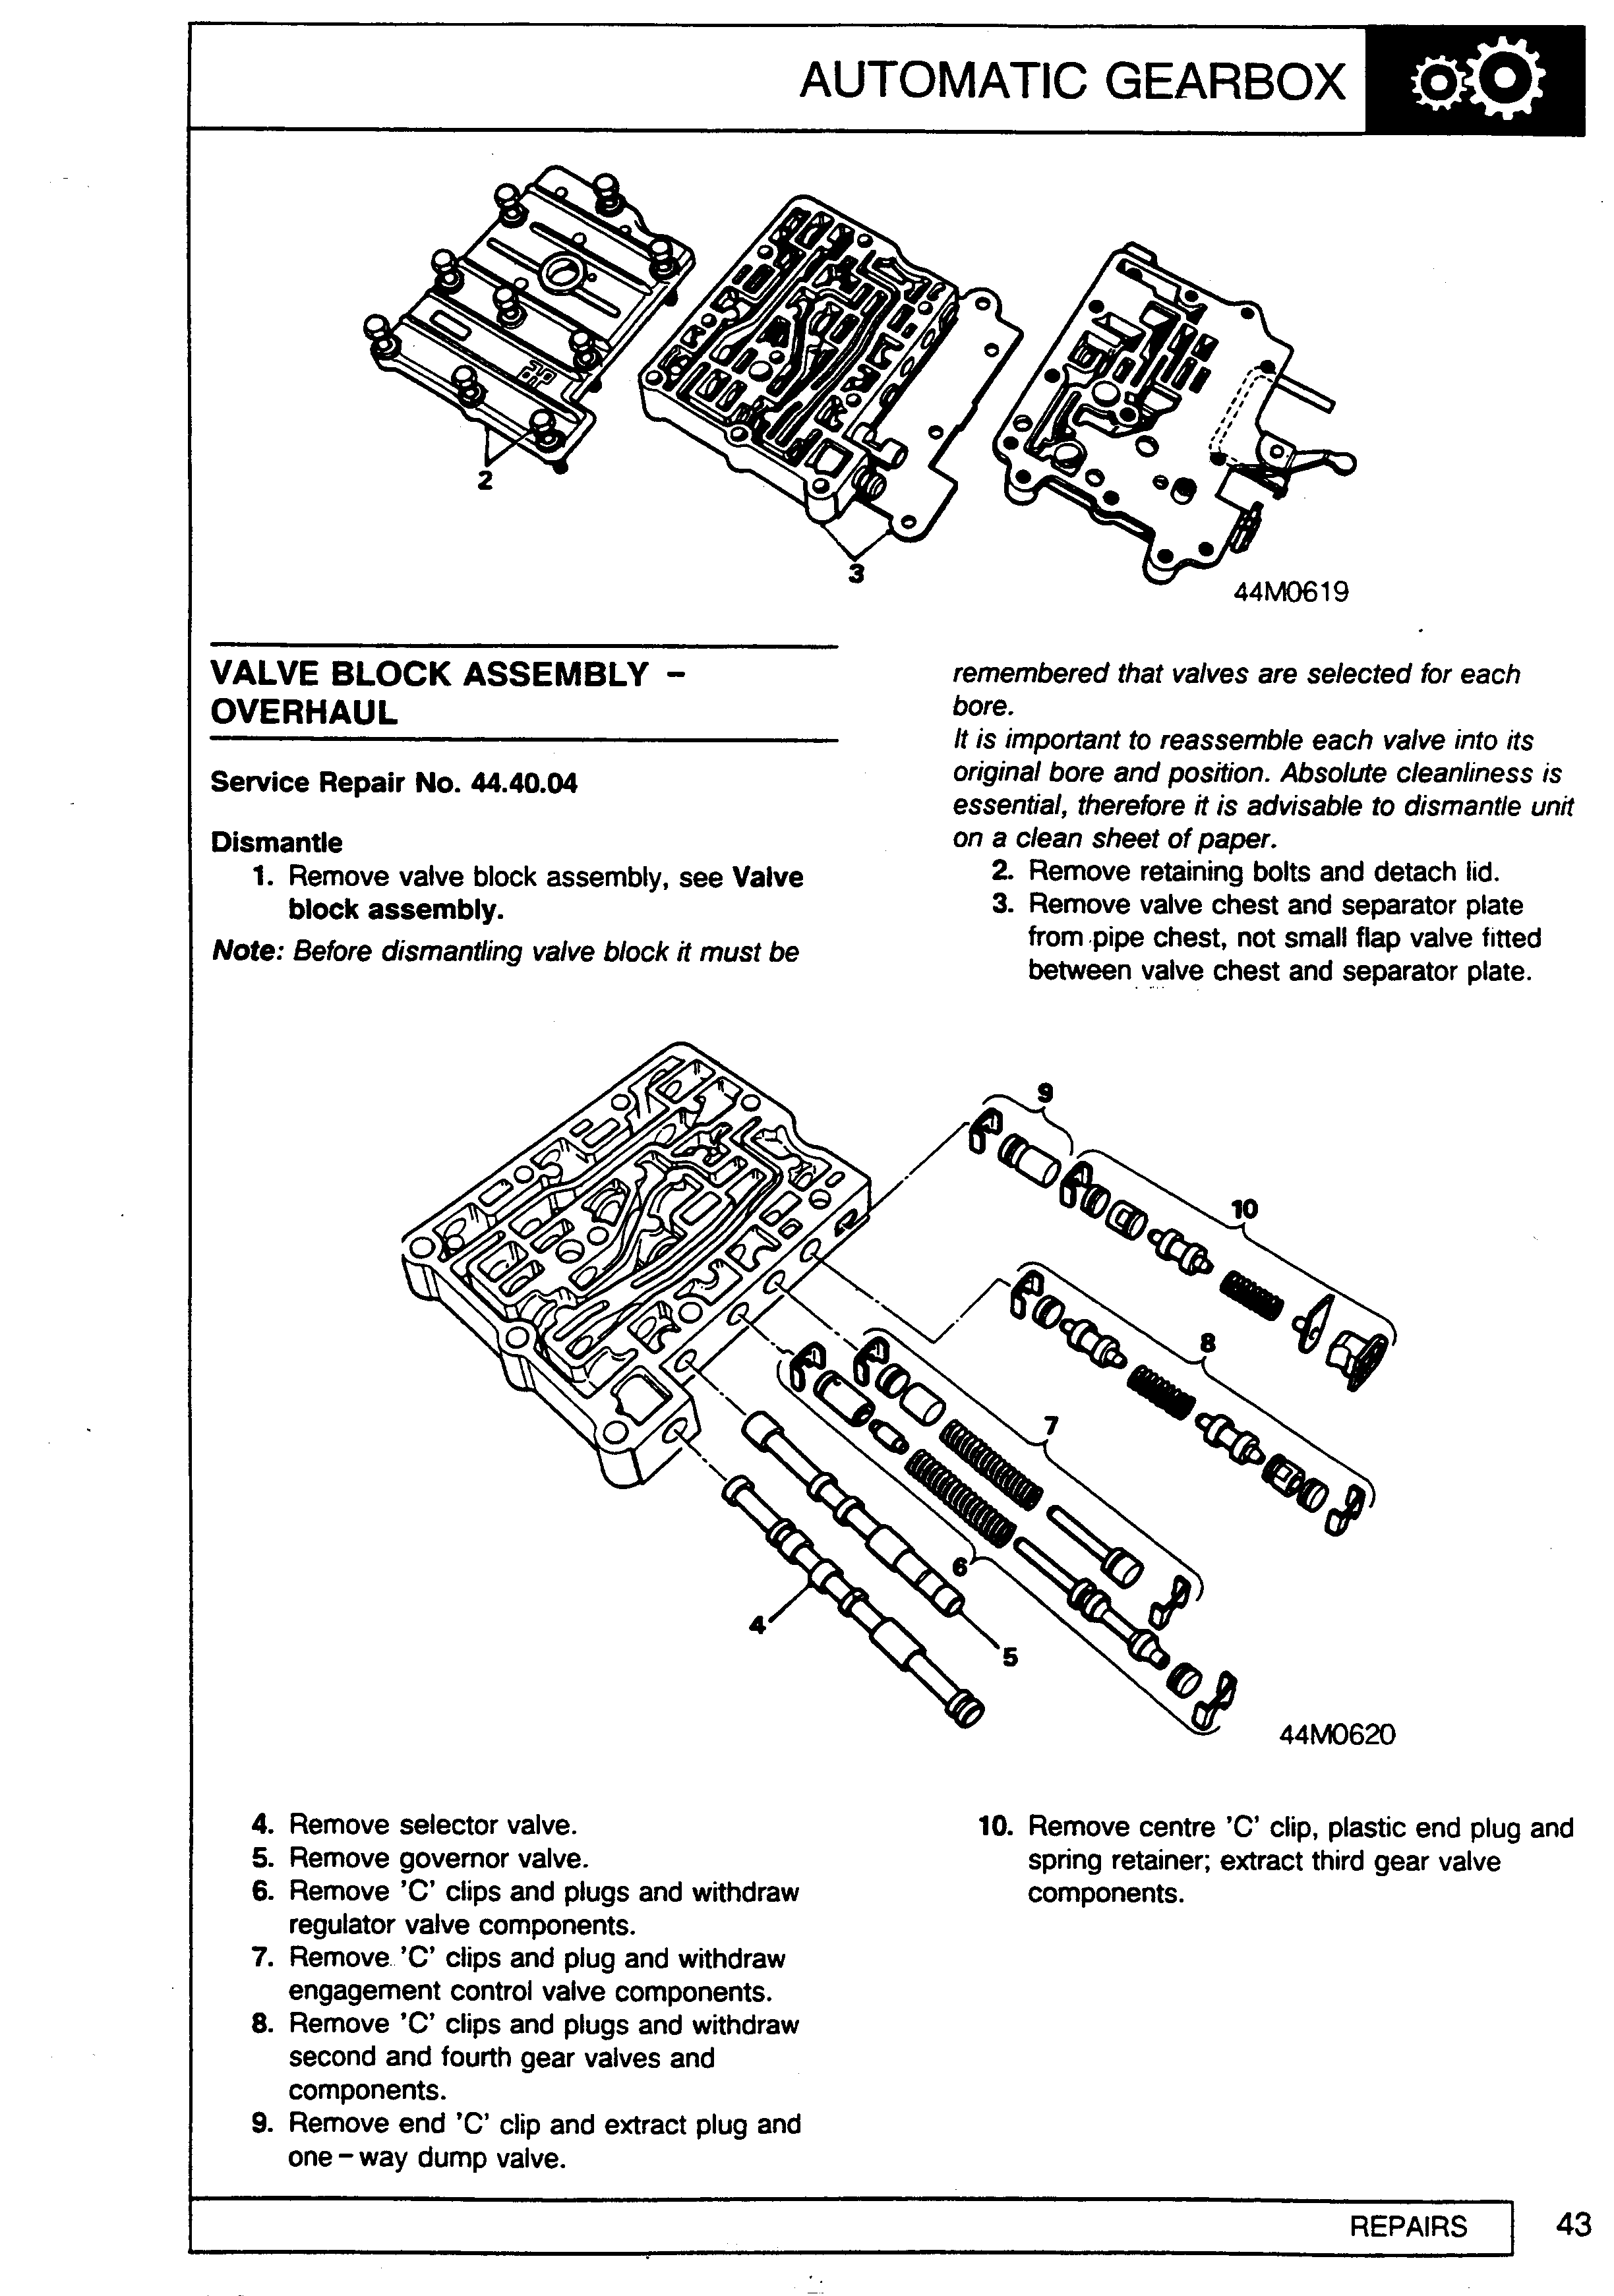 AUTOMATIC GEARBOX
2
3
44M0619
VALVE BLOCK ASSEMBLY -
OVERHAUL
Service Repair No. 44.40.04
Dismantle
1. Remove valve block assembly, see Valve
block assembly.
Note: Before dismantling valve block it must be
remembered that valves are selected for each
bore.
It is important to reassemble each valve into its
original bore and position. Absolute cleanliness is
essential, therefore it is advisable to dismantle unit
on a clean sheet of paper.
2. Remove retaining bolts and detach lid.
3. Remove valve chest and separator plate
from pipe chest, not small flap valve fitted
between valve chest and separator plate.
9
10
8
7
6
4
5
44M0620
4. Remove selector valve.
5. Remove governor valve.
6. Remove 'C' clips and plugs and withdraw
regulator valve components.
7. Remove 'C' clips and plug and withdraw
engagement control valve components.
8. Remove 'C' clips and plugs and withdraw
second and fourth gear valves and
components.
9. Remove end 'C' clip and extract plug and
one-way dump valve.
10. Remove centre 'C' clip, plastic end plug and
spring retainer; extract third gear valve
components.
REPAIRS
43